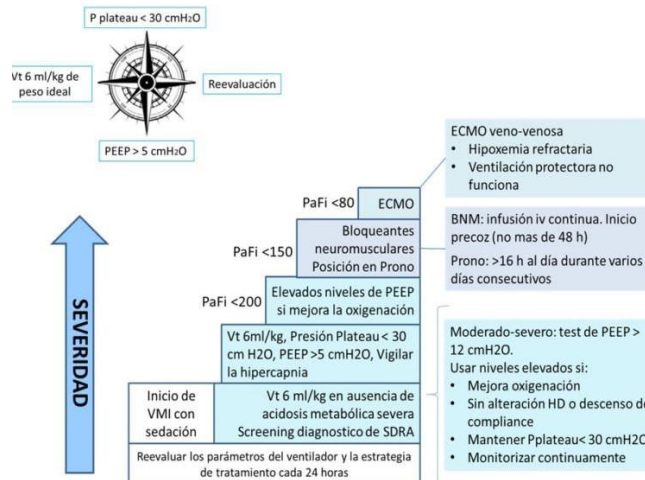 P plateau < 30 cmH₂O
Vt 6 ml/kg de
peso ideal
Reevaluación
PEEP > 5 cmH₂O
ECMO veno-venosa
• Hipoxemia refractaria
• Ventilación protectora no
funciona
PaFi <80
ECMO
BNM: infusión iv continua. Inicio
precoz (no mas de 48 h)
Prono: >16 h al día durante varios
días consecutivos
PaFi <150
Bloqueantes
neuromusculares
Posición en Prono
PaFi <200
Elevados niveles de PEEP
si mejora la oxigenación
SEVERIDAD
Vt 6ml/kg, Presión Plateau < 30
cm H2O, PEEP >5 cmH2O, Vigilar
la hipercapnia
Moderado-severo: test de PEEP >
12 cmH2O.
Usar niveles elevados si:
• Mejora oxigenación
• Sin alteración HD o descenso de
compliance
• Mantener Pplateau< 30 cmH2O
• Monitorizar continuamente
Inicio de
VMI con
sedación
Vt 6 ml/kg en ausencia de
acidosis metabólica severa
Screening diagnostico de SDRA
Reevaluar los parámetros del ventilador y la estrategia
de tratamiento cada 24 horas